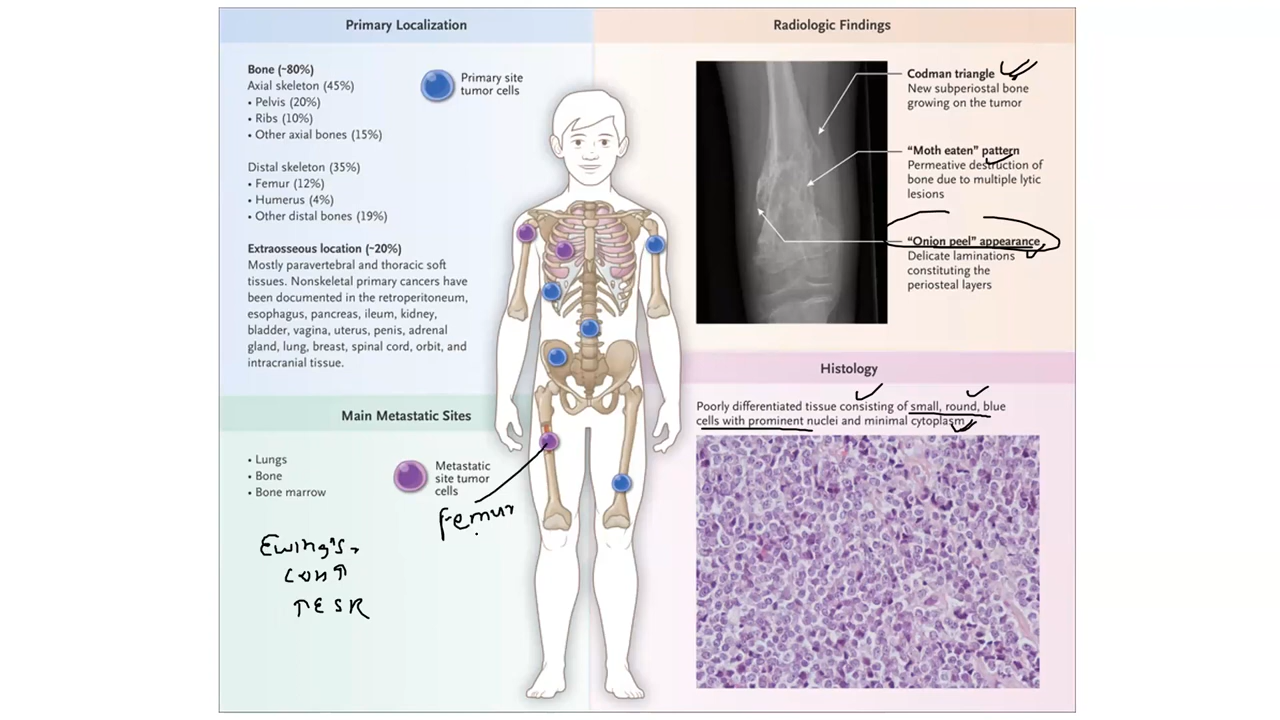 Primary Localization
Bone (~80%)
Axial skeleton (45%)
• Pelvis (20%)
• Ribs (10%)
• Other axial bones (15%)
Distal skeleton (35%)
• Femur (12%)
• Humerus (4%)
• Other distal bones (19%)
Extraosseous location (~20%)
Mostly paravertebral and thoracic soft
tissues. Nonskeletal primary cancers have
been documented in the retroperitoneum,
esophagus, pancreas, ileum, kidney,
bladder, vagina, uterus, penis, adrenal
gland, lung, breast, spinal cord, orbit, and
intracranial tissue.
Primary site
tumor cells
Main Metastatic Sites
• Lungs
• Bone
• Bone marrow
Metastatic
site tumor
cells
Femur
Ewing's
↑ESR
Radiologic Findings
Codman triangle
New subperiostal bone
growing on the tumor
“Moth eaten” pattern
Permeative destruction of
bone due to multiple lytic
lesions
“Onion peel” appearance
Delicate laminations
constituting the
periosteal layers
Histology
Poorly differentiated tissue consisting of small, round, blue
cells with prominent nuclei and minimal cytoplasm